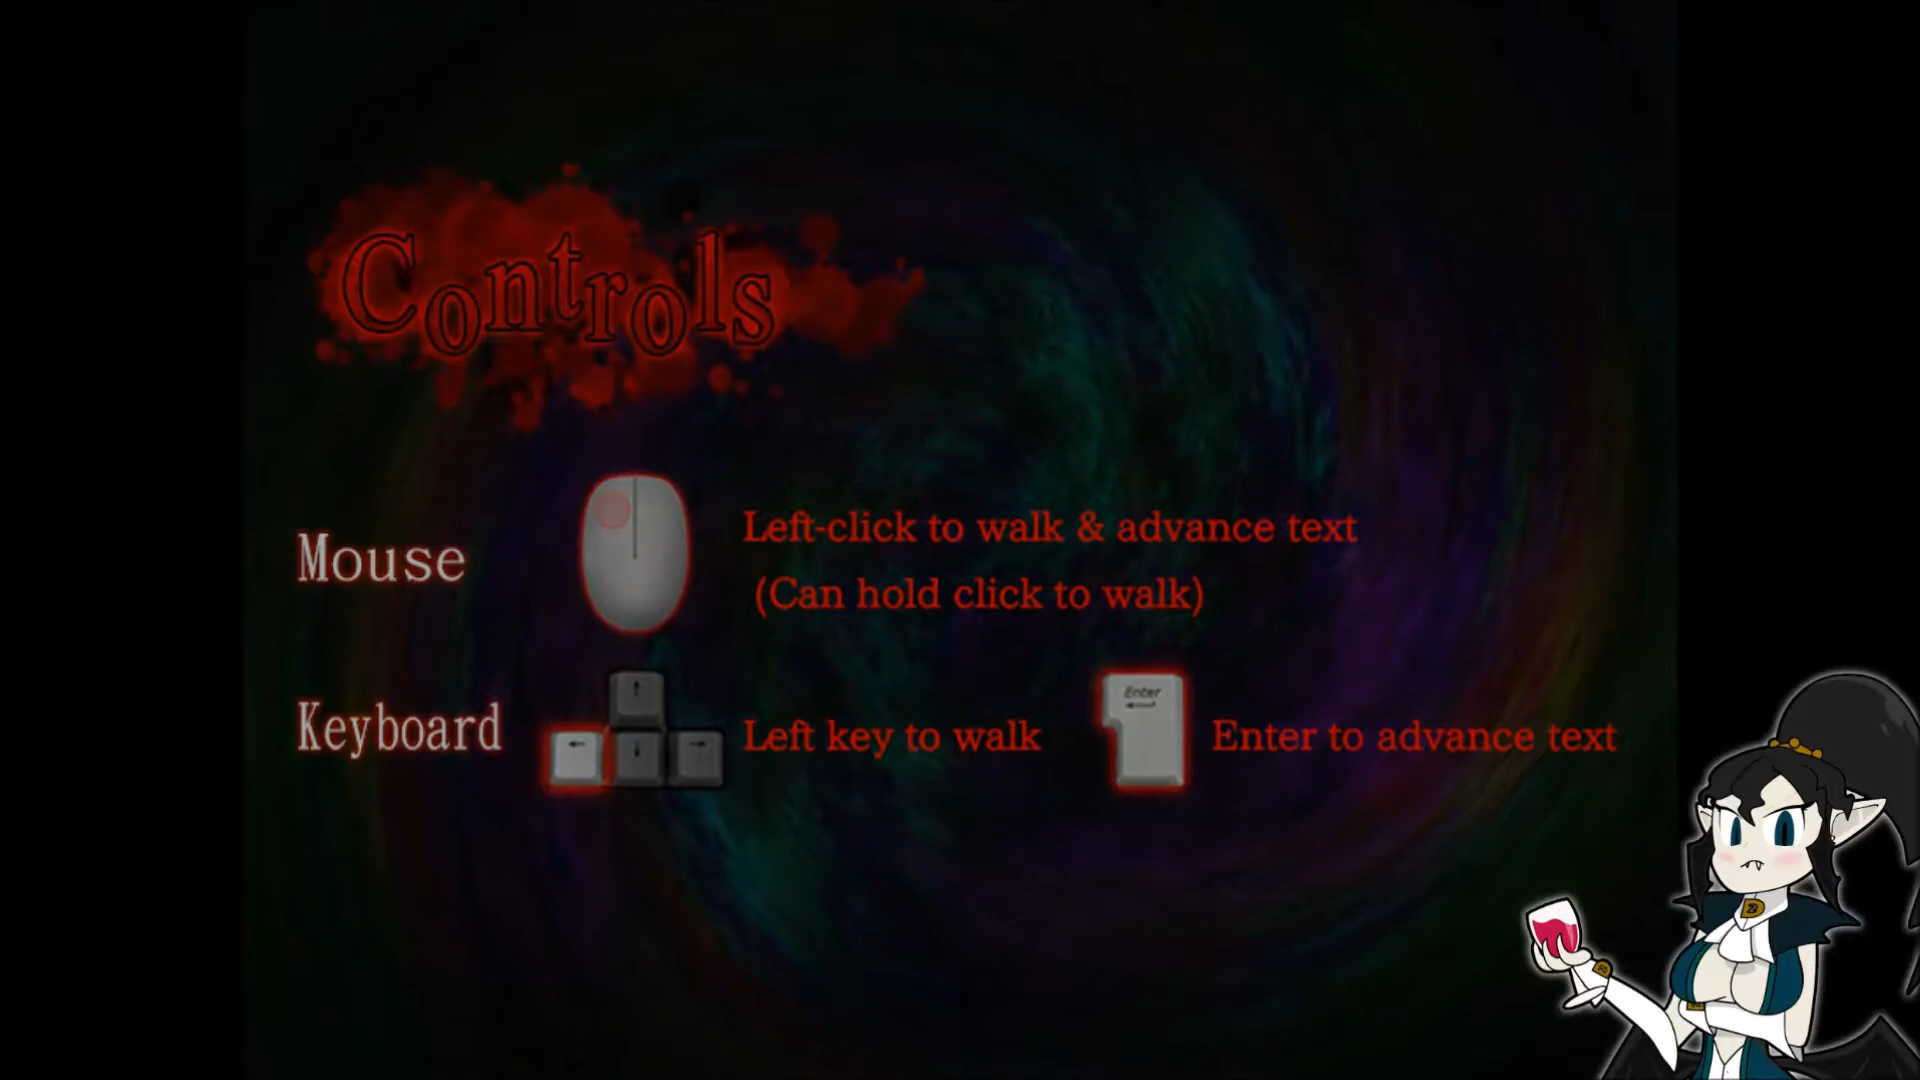 Controls
Mouse
Left-click to walk & advance text
(Can hold click to walk)
Keyboard
Left key to walk
Enter
Enter to advance text